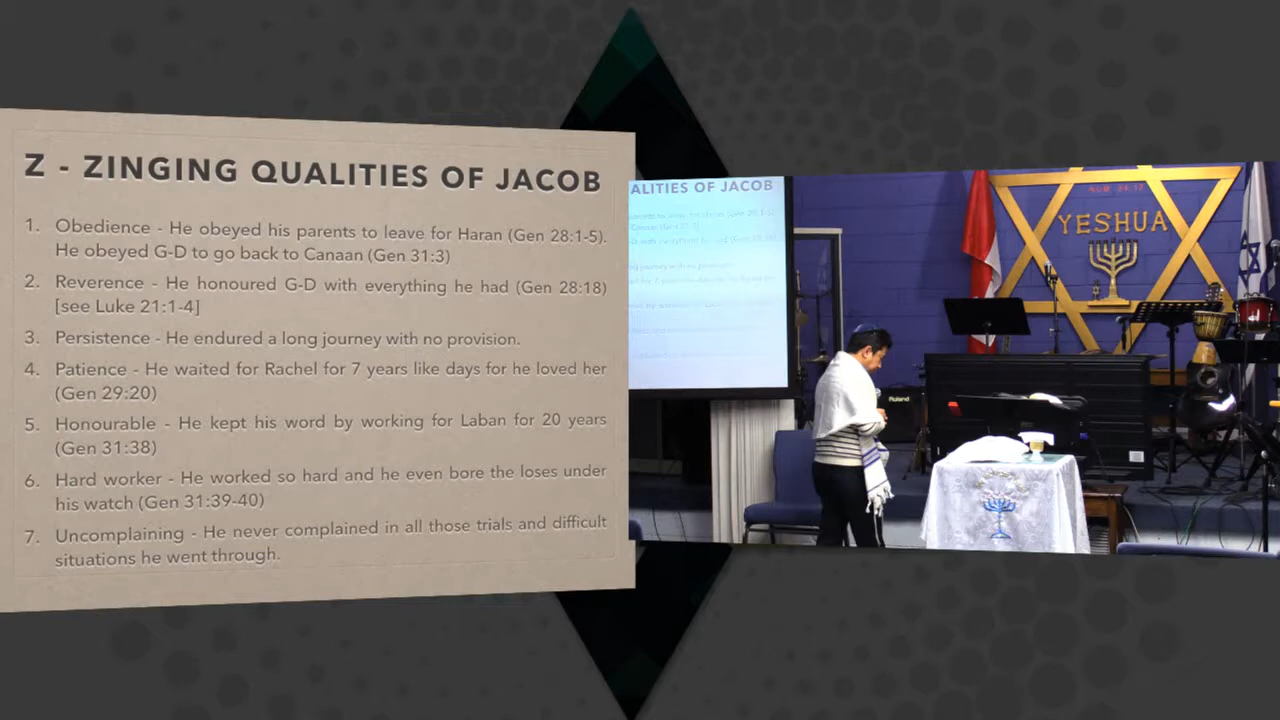 Z - ZINGING QUALITIES OF JACOB
1. Obedience - He obeyed his parents to leave for Haran (Gen 28:1-5).
He obeyed G-D to go back to Canaan (Gen 31:3)
2. Reverence - He honoured G-D with everything he had (Gen 28:18)
[see Luke 21:1-4]
3. Persistence - He endured a long journey with no provision.
4. Patience - He waited for Rachel for 7 years like days for he loved her
(Gen 29:20)
5. Honourable - He kept his word by working for Laban for 20 years
(Gen 31:38)
6. Hard worker - He worked so hard and he even bore the loses under
his watch (Gen 31:39-40)
7. Uncomplaining - He never complained in all those trials and difficult
situations he went through.
ALITIES OF JACOB
YESHUA
Roland